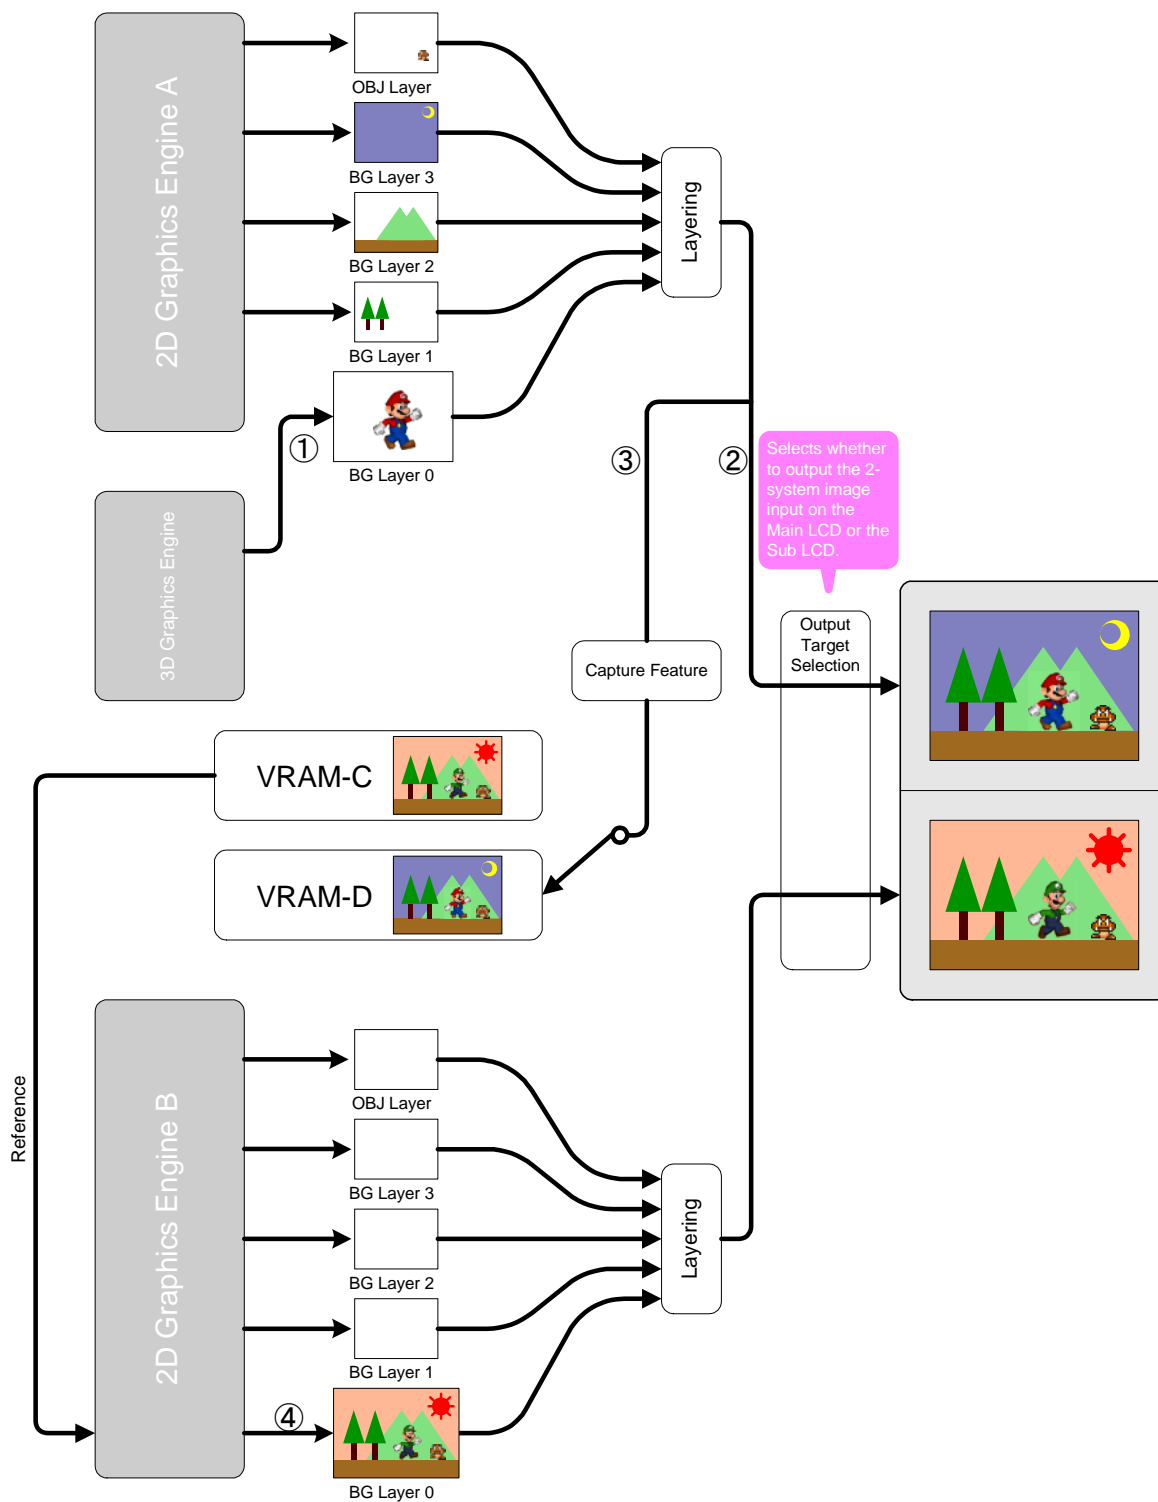 2D Graphics Engine A
OBJ Layer
BG Layer 3
BG Layer 2
BG Layer 1
BG Layer 0
Layering
①
3D Graphics Engine
③
②
Selects whether
to output the 2-
system image
input on the
Main LCD or the
Sub LCD.
Output
Target
Selection
Capture Feature
VRAM-C
VRAM-D
Reference
2D Graphics Engine B
OBJ Layer
BG Layer 3
BG Layer 2
BG Layer 1
④
BG Layer 0
Layering